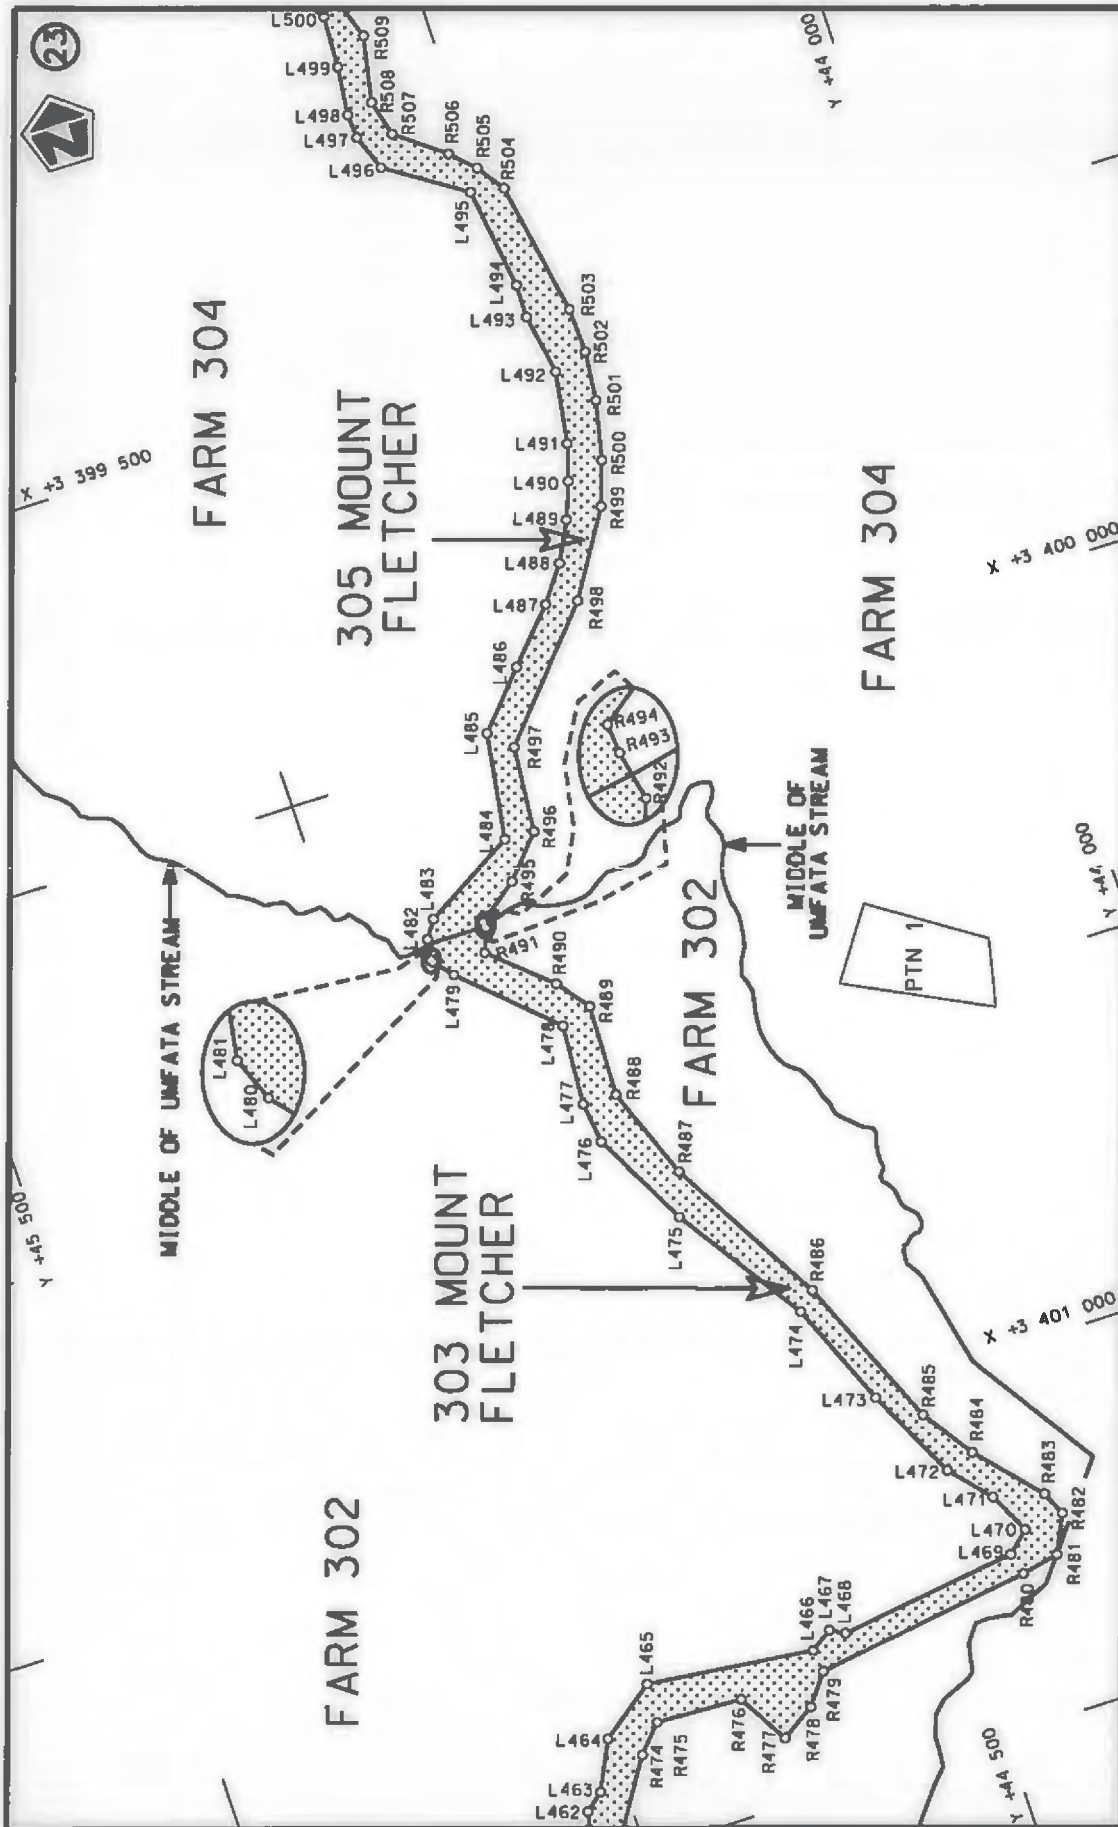 23
N
L500
R509
L499
R508
L498
R507
L497
R506
L496
R505
R504
L495
Y +44 000
L494
L493
R503
R502
L492
R501
L491
R500
L490
R499
L489
L488
L487
R498
L486
L485
R497
L484
R496
R495
L483
L482
R491
L479
R490
R489
L478
L477
R488
L476
R487
L475
R486
L474
L473
R485
R484
L472
R483
L471
R482
L470
L469
R481
R480
L468
L467
L466
R479
L465
R478
R477
R476
R475
R474
L464
L463
L462
R494
R493
R492
L481
L480
FARM 304
305 MOUNT
FLETCHER
X +3 399 500
FARM 304
X +3 400 000
MIDDLE OF UMFATA STREAM
MIDDLE OF
UMFATA STREAM
Y +44 000
FARM 302
PTN 1
Y +45 500
303 MOUNT
FLETCHER
X +3 401 000
FARM 302
Y +44 500